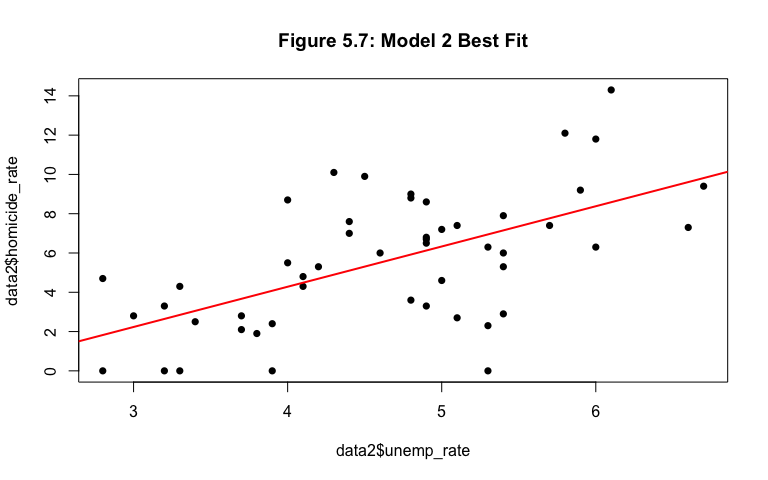 Figure 5.7: Model 2 Best Fit
data2$homicide_rate
14
12
10
8
6
4
2
0
3 4 5 6
data2$unemp_rate